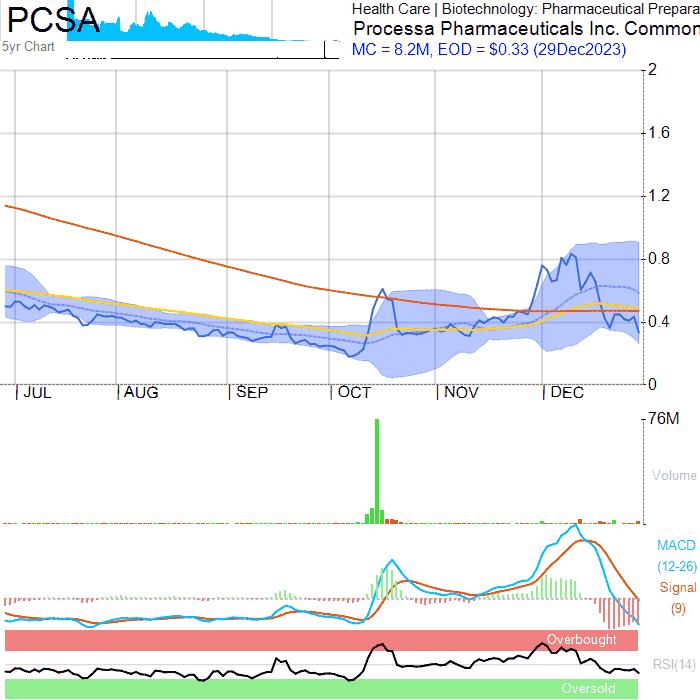 PCSA
Health Care | Biotechnology: Pharmaceutical Prepara
Processa Pharmaceuticals Inc. Common
5yr Chart
MC = 8.2M, EOD = $0.33 (29Dec2023)
2
1.6
1.2
0.8
0.4
0
JUL
AUG
SEP
OCT
NOV
DEC
76M
Volume
MACD
(12-26)
Signal
(9)
Overbought
RSI(14)
Oversold